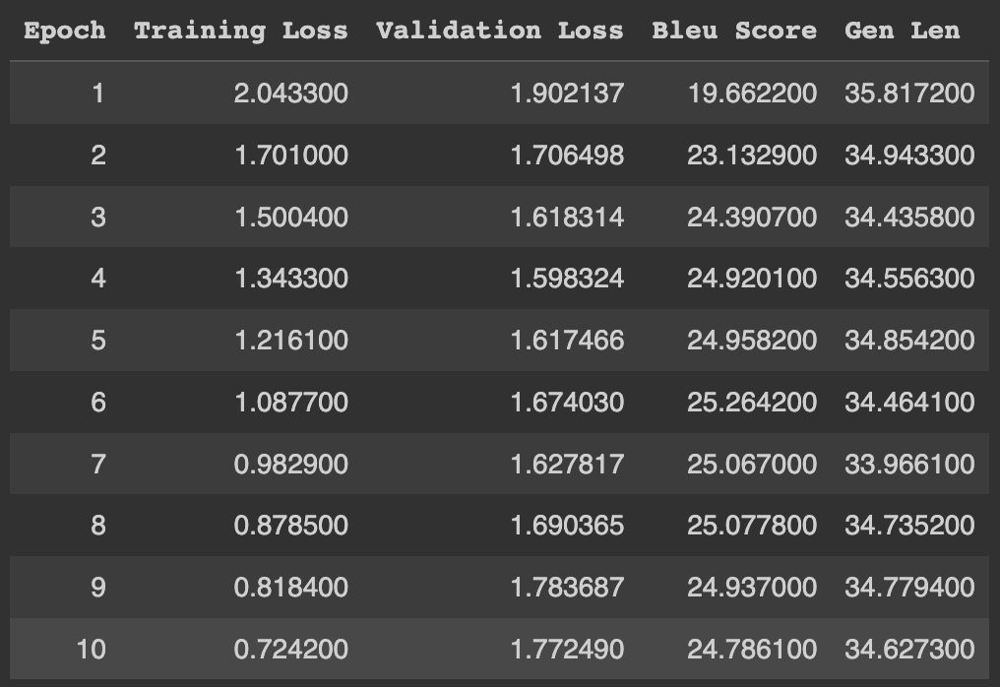 Epoch Training Loss Validation Loss Bleu Score Gen Len
1 2.043300 1.902137 19.662200 35.817200
2 1.701000 1.706498 23.132900 34.943300
3 1.500400 1.618314 24.390700 34.435800
4 1.343300 1.598324 24.920100 34.556300
5 1.216100 1.617466 24.958200 34.854200
6 1.087700 1.674030 25.264200 34.464100
7 0.982900 1.627817 25.067000 33.966100
8 0.878500 1.690365 25.077800 34.735200
9 0.818400 1.783687 24.937000 34.779400
10 0.724200 1.772490 24.786100 34.627300